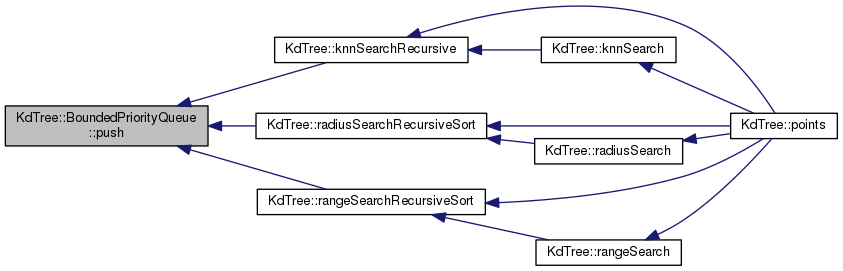 KdTree::BoundedPriorityQueue
::push
KdTree::knnSearchRecursive
KdTree::knnSearch
KdTree::points
KdTree::radiusSearchRecursiveSort
KdTree::radiusSearch
KdTree::rangeSearchRecursiveSort
KdTree::rangeSearch